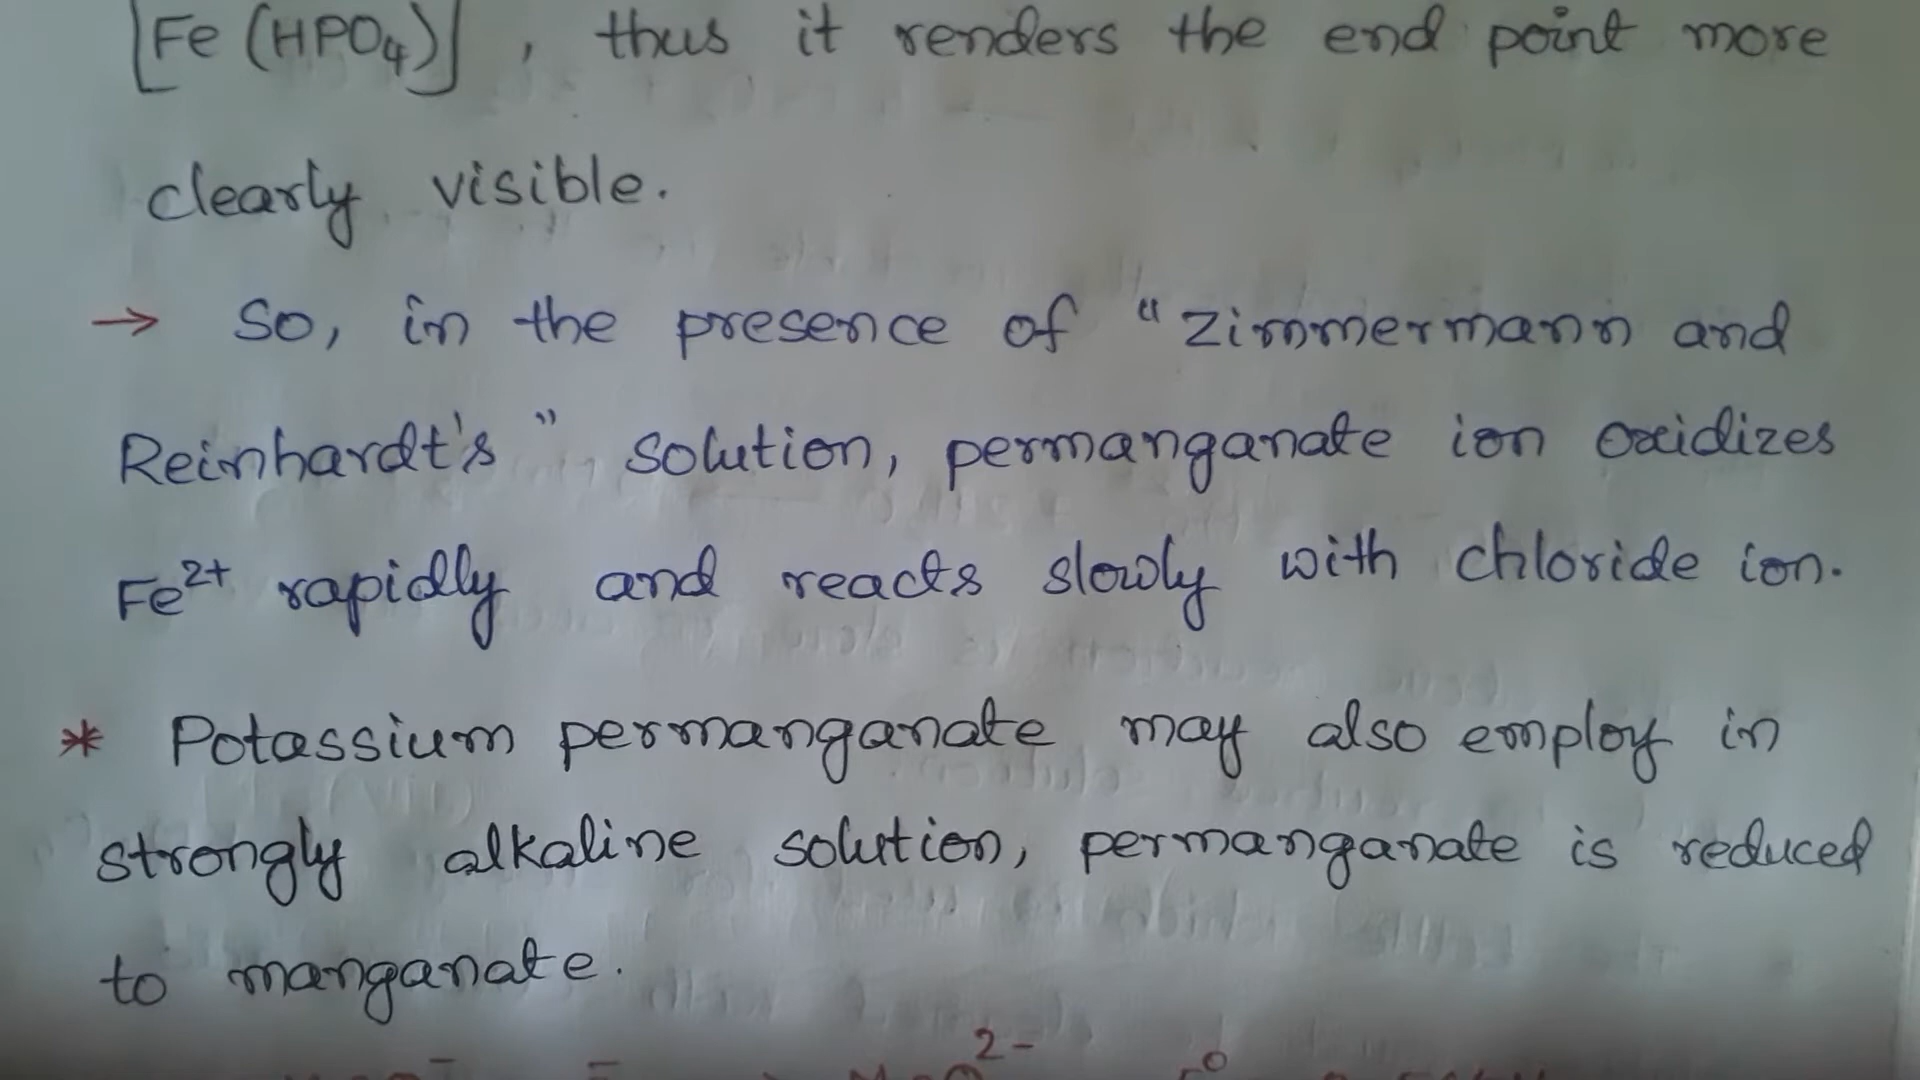 [Fe(HPO₄)], thus it renders the end point more
clearly visible.
→ So, in the presence of "Zimmermann and
Reinhardt's" solution, permanganate ion oxidizes
Fe²⁺ rapidly and reacts slowly with chloride ion.
* Potassium permanganate may also employ in
strongly alkaline solution, permanganate is reduced
to manganate.